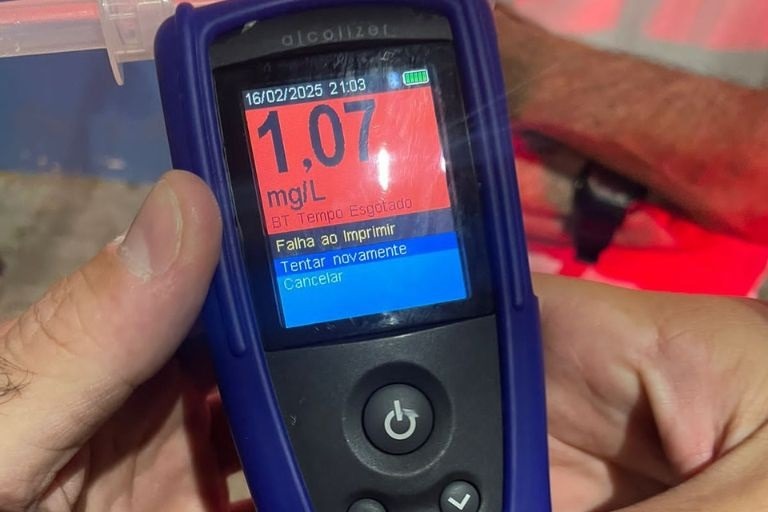 alcolizer
16/02/2025 21:03
1,07
mg/L
BT Tempo Esgotado
Falha ao Imprimir
Tentar novamente
Cancelar